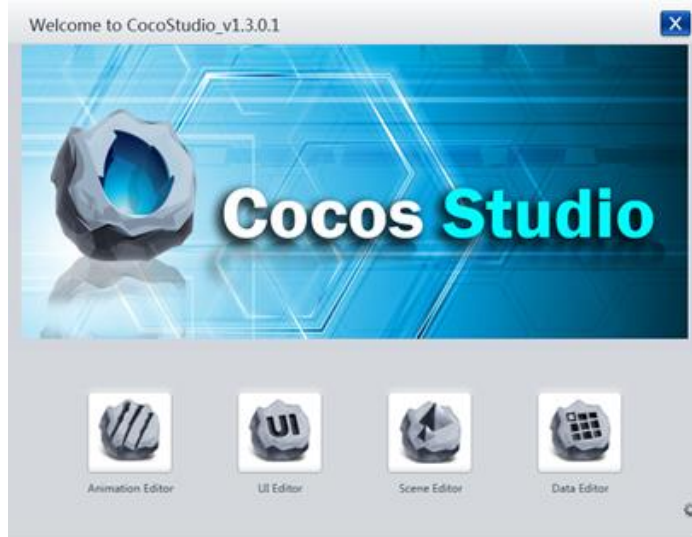 Welcome to CocoStudio_v1.3.0.1
Cocos Studio
UI
Animation Editor
UI Editor
Scene Editor
Data Editor